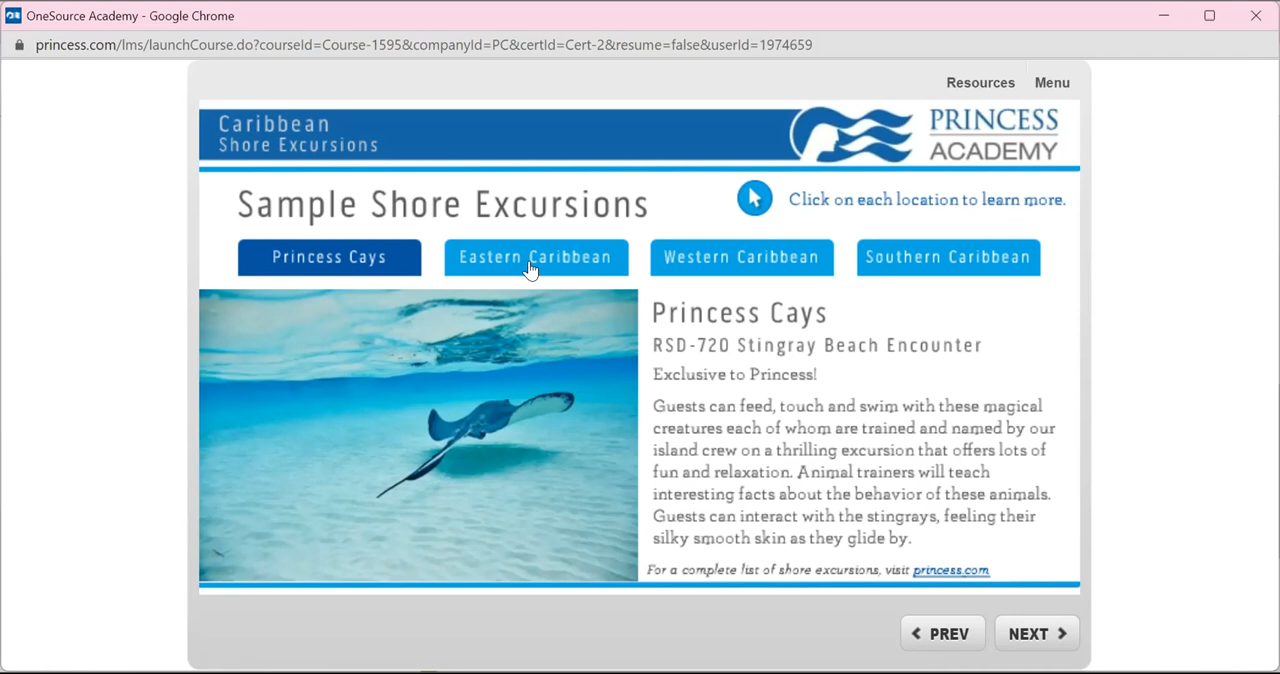 OneSource Academy - Google Chrome
princess.com/lms/launchCourse.do?courseId=Course-1595&companyId=PC&certId=Cert-2&resume=false&userId=1974659
Resources Menu
Caribbean
Shore Excursions
PRINCESS
ACADEMY
Sample Shore Excursions
Click on each location to learn more.
Princess Cays
Eastern Caribbean
Western Caribbean
Southern Caribbean
Princess Cays
RSD-720 Stingray Beach Encounter
Exclusive to Princess!
Guests can feed, touch and swim with these magical
creatures each of whom are trained and named by our
island crew on a thrilling excursion that offers lots of
fun and relaxation. Animal trainers will teach
interesting facts about the behavior of these animals.
Guests can interact with the stingrays, feeling their
silky smooth skin as they glide by.
For a complete list of shore excursions, visit princess.com
PREV
NEXT